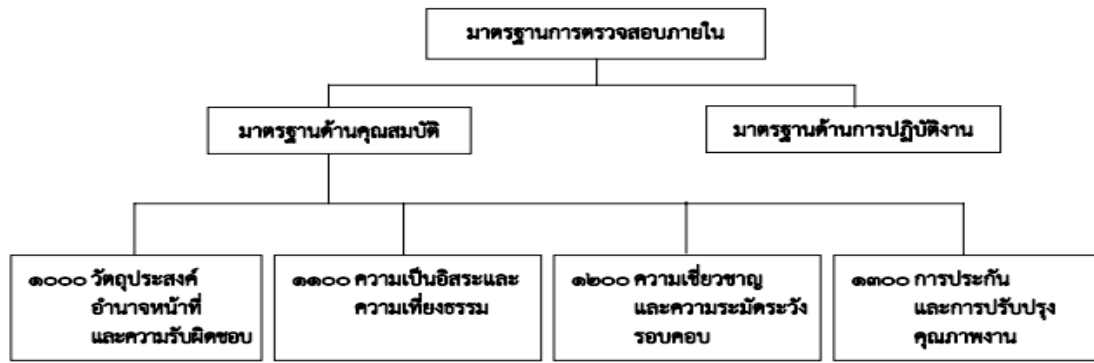 มาตรฐานการตรวจสอบภายใน
มาตรฐานด้านคุณสมบัติ
มาตรฐานด้านการปฏิบัติงาน
๑๐๐๐ วัตถุประสงค์
อำนาจหน้าที่
และความรับผิดชอบ
๑๑๐๐ ความเป็นอิสระและ
ความเที่ยงธรรม
๑๒๐๐ ความเชี่ยวชาญ
และความระมัดระวัง
รอบคอบ
๑๓๐๐ การประกัน
และการปรับปรุง
คุณภาพงาน